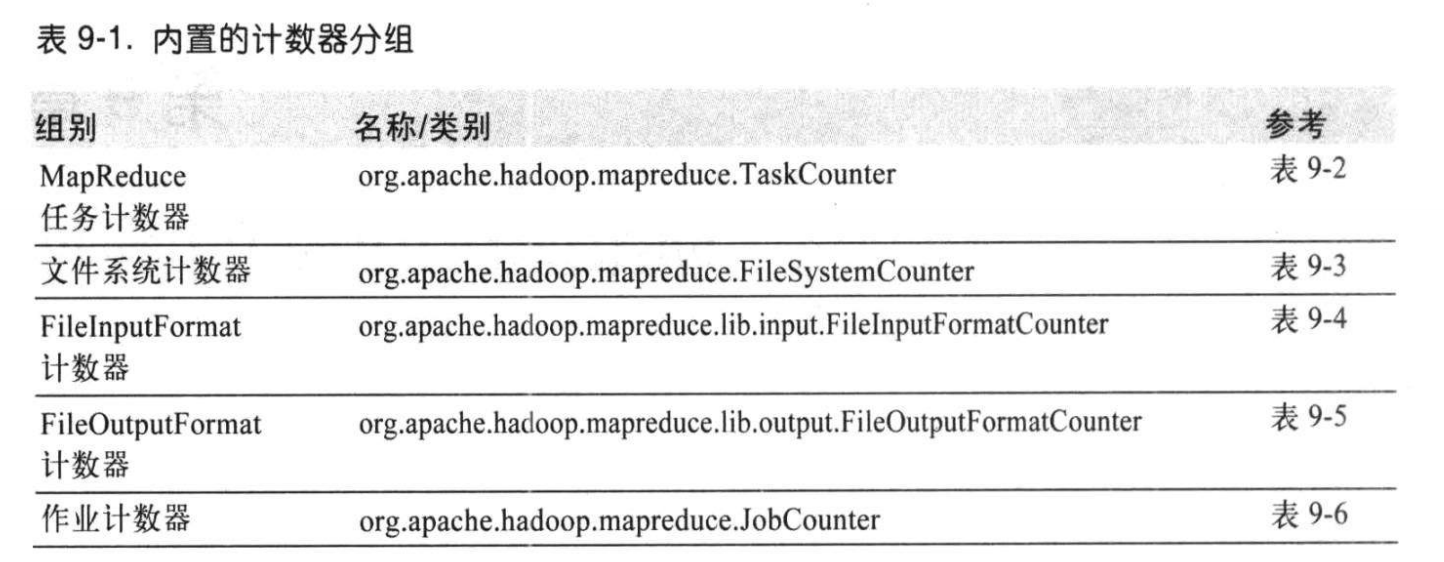 表 9-1. 内置的计数器分组
组别 名称/类别 参考
MapReduce org.apache.hadoop.mapreduce.TaskCounter 表 9-2
任务计数器
文件系统计数器 org.apache.hadoop.mapreduce.FileSystemCounter 表 9-3
FileInputFormat org.apache.hadoop.mapreduce.lib.input.FileInputFormatCounter 表 9-4
计数器
FileOutputFormat org.apache.hadoop.mapreduce.lib.output.FileOutputFormatCounter 表 9-5
计数器
作业计数器 org.apache.hadoop.mapreduce.JobCounter 表 9-6